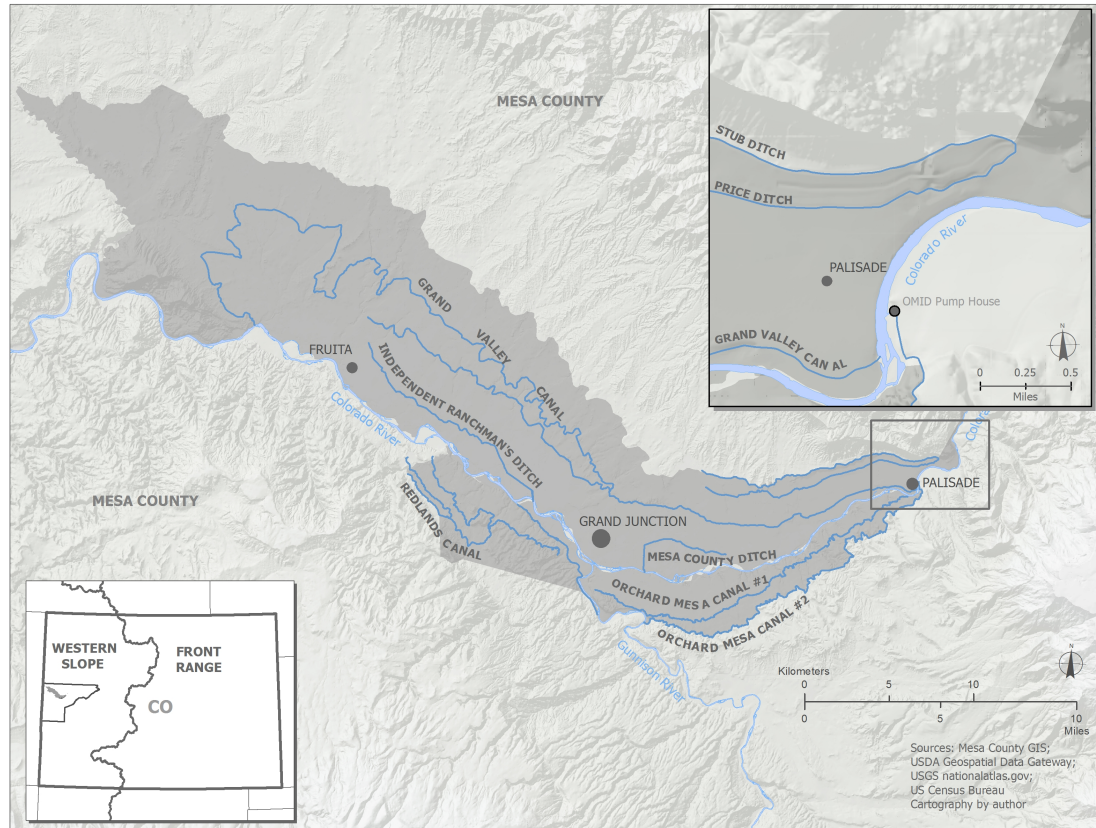 MESA COUNTY
STUB DITCH
PRICE DITCH
Colorado River
PALISADE
OMID Pump House
GRAND VALLEY CAN AL
N
0 0.25 0.5
Miles
GRAND
VALLEY
CANAL
FRUITA
INDEPENDENT RANCHMAN'S DITCH
Colorado River
Colora
MESA COUNTY
REDLANDS CANAL
PALISADE
GRAND JUNCTION
MESA COUNTY DITCH
ORCHARD MES A CANAL #1
ORCHARD MESA CANAL #2
Gunnison River
WESTERN
SLOPE
FRONT
RANGE
CO
N
Kilometers
0 5 10
0 5 10
Miles
Sources: Mesa County GIS;
USDA Geospatial Data Gateway;
USGS nationalatlas.gov;
US Census Bureau
Cartography by author